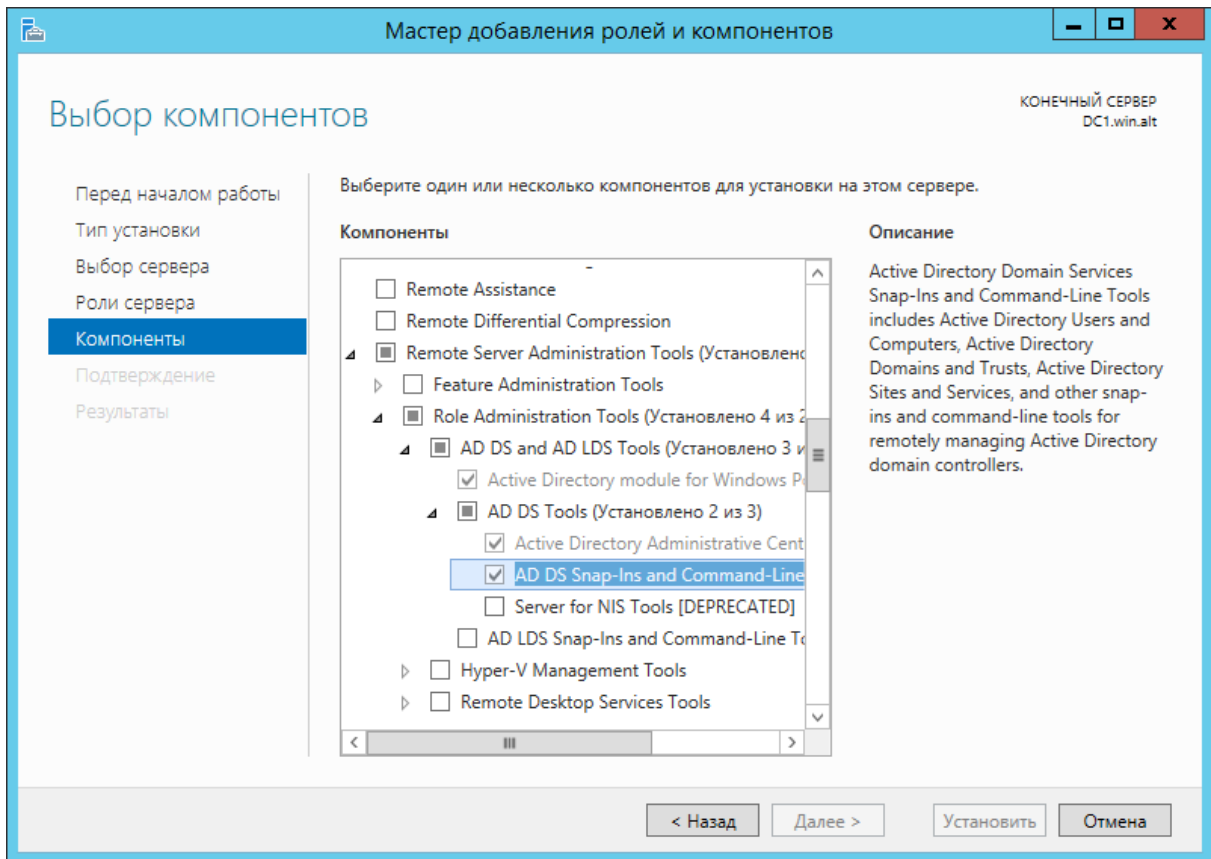 Мастер добавления ролей и компонентов
Выбор компонентов
КОНЕЧНЫЙ СЕРВЕР
DC1.win.alt
Перед началом работы
Тип установки
Выбор сервера
Роли сервера
Компоненты
Подтверждение
Результаты
Выберите один или несколько компонентов для установки на этом сервере.
Компоненты
Remote Assistance
Remote Differential Compression
Remote Server Administration Tools (Установлено
Feature Administration Tools
Role Administration Tools (Установлено 4 из 2
AD DS and AD LDS Tools (Установлено 3 и
Active Directory module for Windows Po
AD DS Tools (Установлено 2 из 3)
Active Directory Administrative Cent
AD DS Snap-Ins and Command-Line
Server for NIS Tools [DEPRECATED]
AD LDS Snap-Ins and Command-Line To
Hyper-V Management Tools
Remote Desktop Services Tools
Описание
Active Directory Domain Services
Snap-Ins and Command-Line Tools
includes Active Directory Users and
Computers, Active Directory
Domains and Trusts, Active Directory
Sites and Services, and other snap-
ins and command-line tools for
remotely managing Active Directory
domain controllers.
< Назад
Далее >
Установить
Отмена